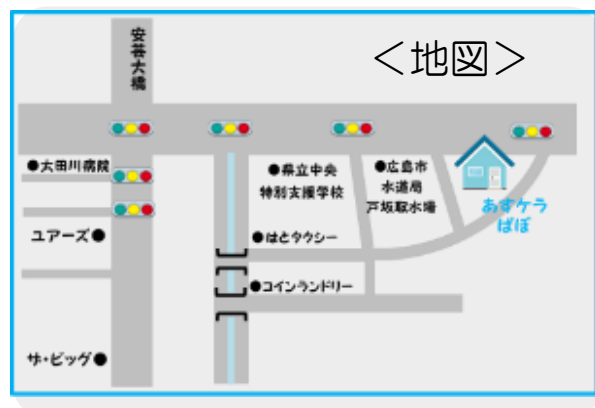 安芸大橋
＜地図＞
●太田川病院
●県立中央
特別支援学校
●広島市
水道局
戸坂取水場
あすケラ
ぱぽ
ユアーズ●
●はとタクシー
●コインランドリー
ザ・ビッグ●